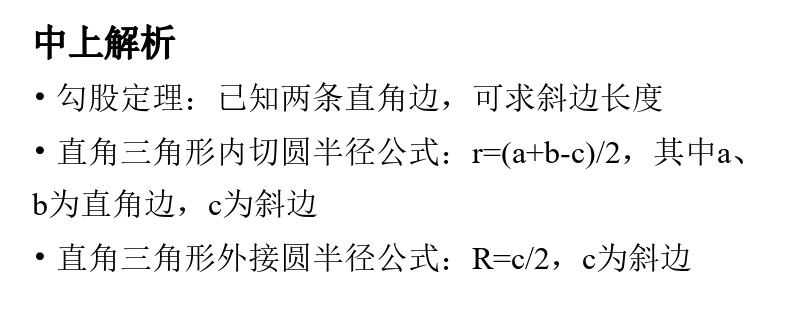 中上解析
• 勾股定理：已知两条直角边，可求斜边长度
• 直角三角形内切圆半径公式：r=(a+b-c)/2，其中a、
b为直角边，c为斜边
• 直角三角形外接圆半径公式：R=c/2，c为斜边